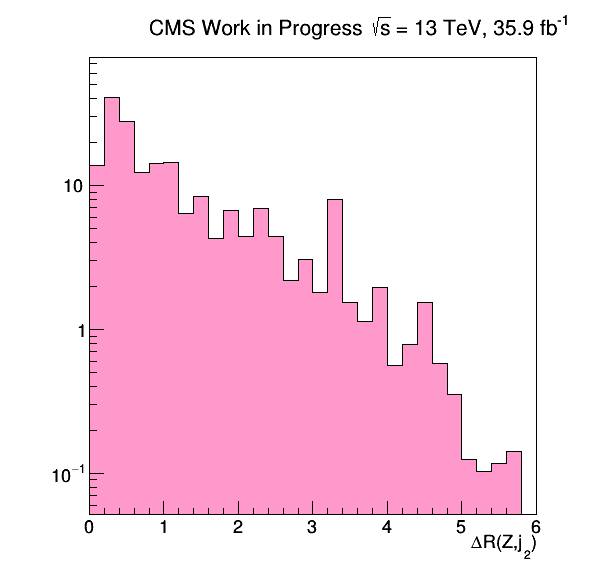 CMS Work in Progress √s = 13 TeV, 35.9 fb⁻¹
10
1
10⁻¹
0 1 2 3 4 5 6
ΔR(Z,j₂)